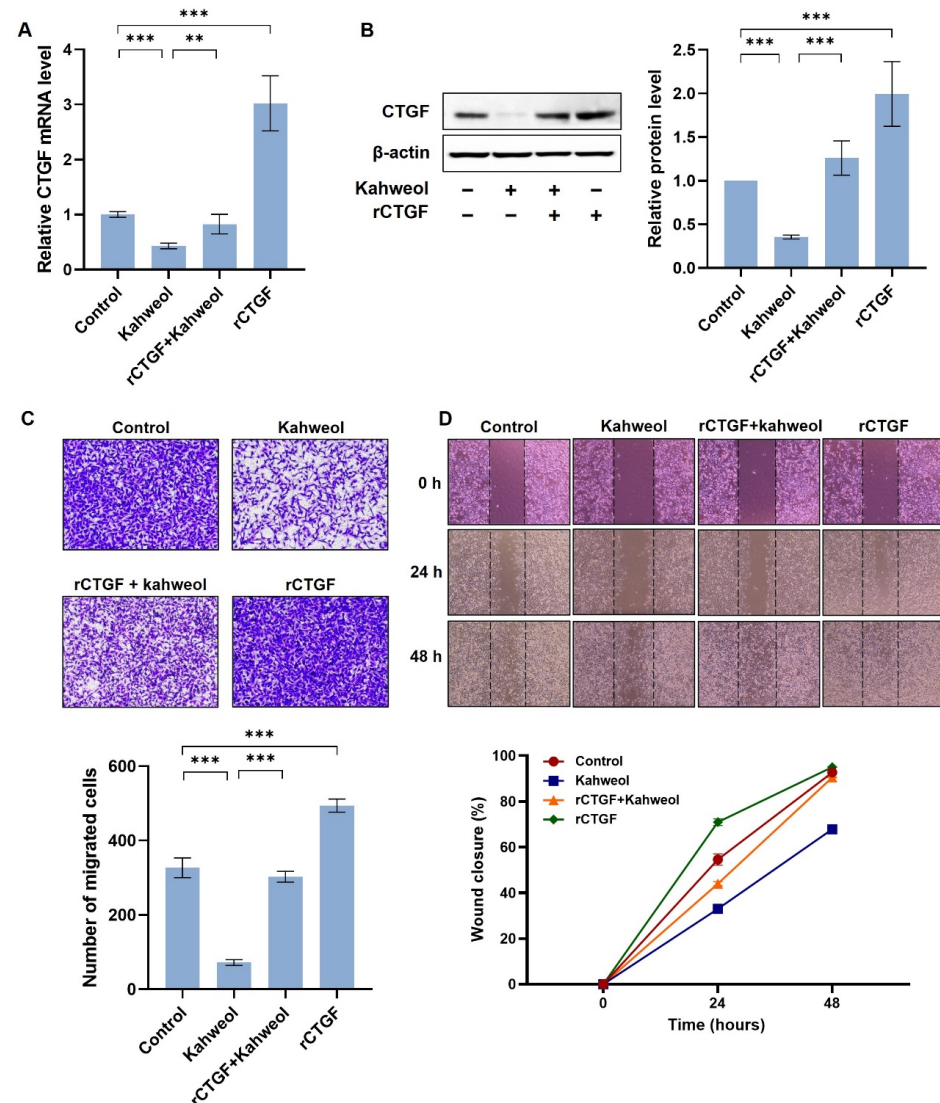 A
Relative CTGF mRNA level
4
3
2
1
0
***
***
**
Control
Kahweol
rCTGF+Kahweol
rCTGF
B
CTGF
β-actin
Kahweol − + + −
rCTGF − − + +
Relative protein level
2.5
2.0
1.5
1.0
0.5
0.0
***
***
***
Control
Kahweol
rCTGF+Kahweol
rCTGF
C
Control
Kahweol
rCTGF + kahweol
rCTGF
Number of migrated cells
600
400
200
0
***
***
***
Control
Kahweol
rCTGF+Kahweol
rCTGF
D
Control
Kahweol
rCTGF+kahweol
rCTGF
0 h
24 h
48 h
Wound closure (%)
100
80
60
40
20
0
Control
Kahweol
rCTGF+Kahweol
rCTGF
0
24
48
Time (hours)